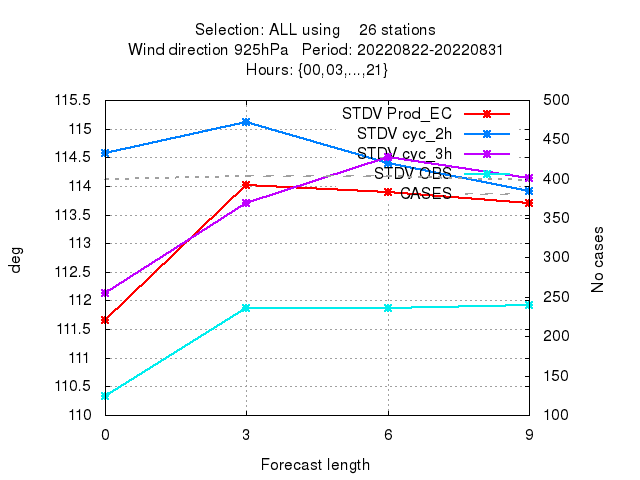 Selection: ALL using 26 stations
Wind direction 925hPa Period: 20220822-20220831
Hours: {00,03,...,21}
115.5
115
114.5
114
113.5
113
112.5
112
111.5
111
110.5
110
deg
STDV Prod_EC
STDV cyc_2h
STDV cyc_3h
STDV OBS
CASES
500
450
400
350
300
250
200
150
100
No cases
0 3 6 9
Forecast length